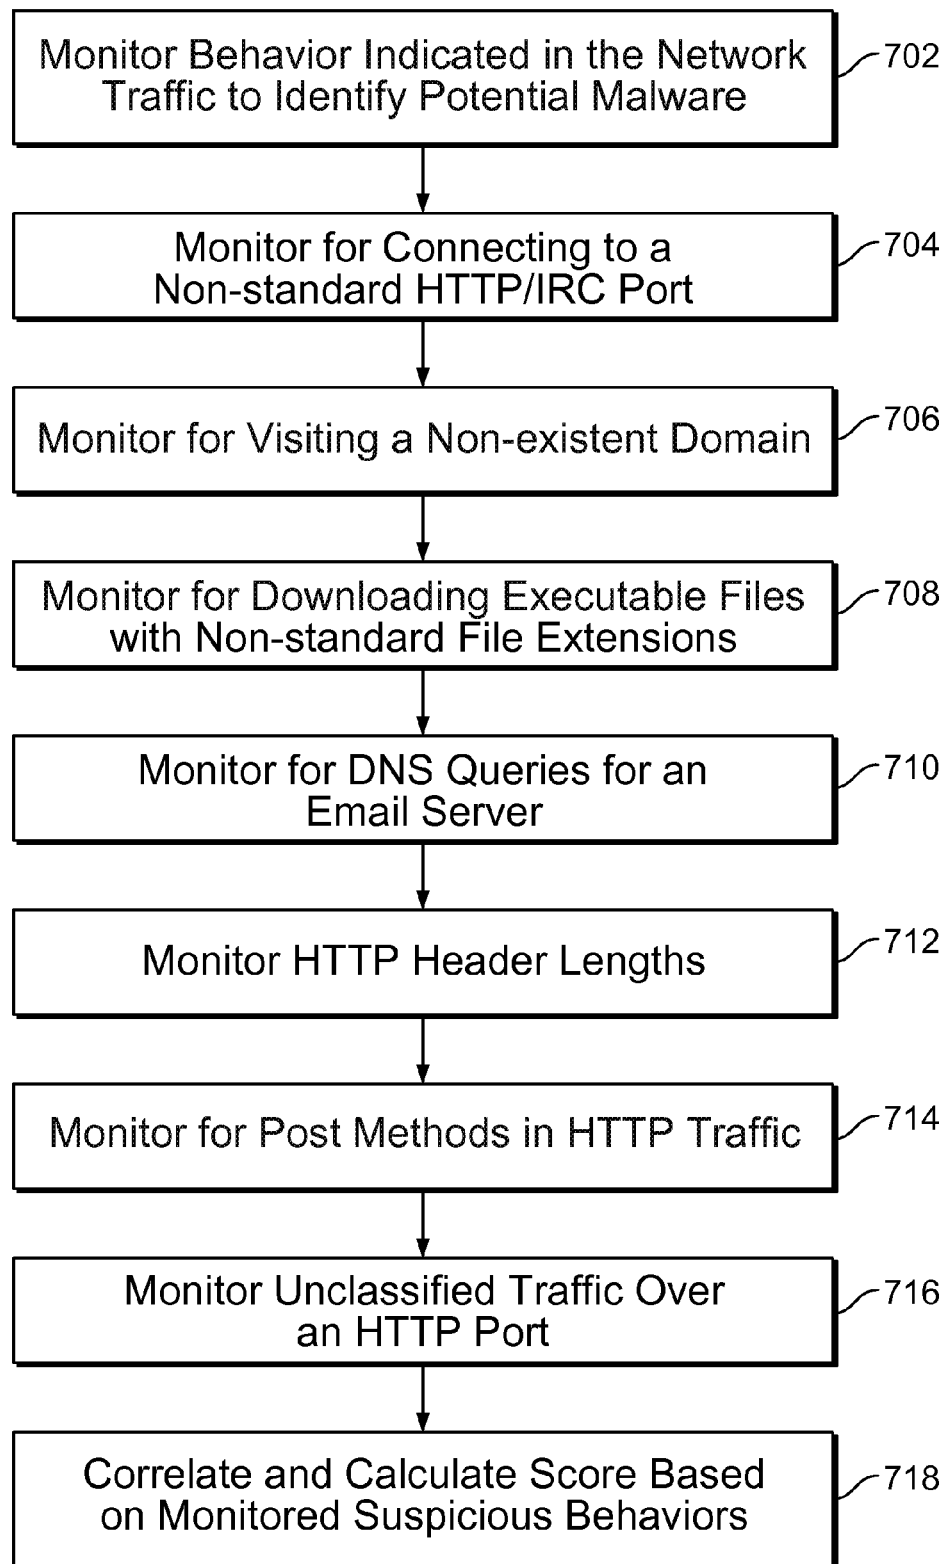 Monitor Behavior Indicated in the Network
Traffic to Identify Potential Malware
702
Monitor for Connecting to a
Non-standard HTTP/IRC Port
704
Monitor for Visiting a Non-existent Domain
706
Monitor for Downloading Executable Files
with Non-standard File Extensions
708
Monitor for DNS Queries for an
Email Server
710
Monitor HTTP Header Lengths
712
Monitor for Post Methods in HTTP Traffic
714
Monitor Unclassified Traffic Over
an HTTP Port
716
Correlate and Calculate Score Based
on Monitored Suspicious Behaviors
718